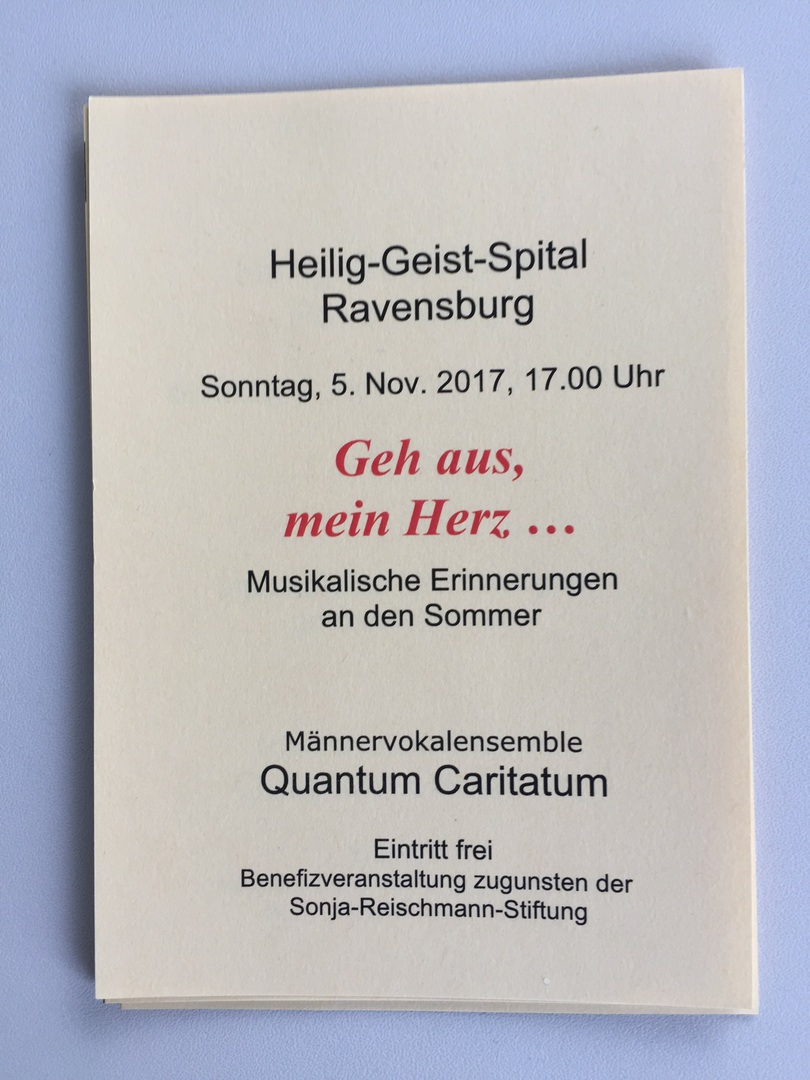 Heilig-Geist-Spital
Ravensburg
Sonntag, 5. Nov. 2017, 17.00 Uhr
Geh aus,
mein Herz ...
Musikalische Erinnerungen
an den Sommer
Männervokalensemble
Quantum Caritatum
Eintritt frei
Benefizveranstaltung zugunsten der
Sonja-Reischmann-Stiftung